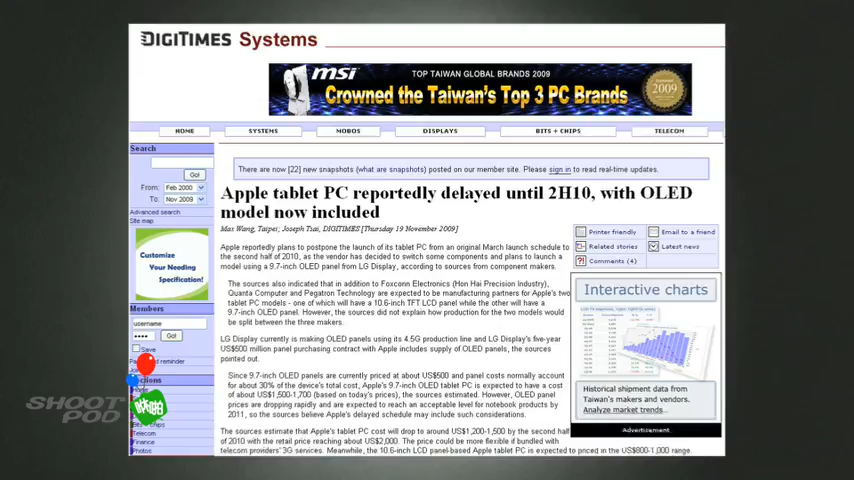 DIGITIMES Systems
msi
TOP TAIWAN GLOBAL BRANDS 2009
Crowned the Taiwan's Top 3 PC Brands
2009
HOME SYSTEMS MOBOS DISPLAYS BITS + CHIPS TELECOM
Search
Go!
From: Feb 2000
To: Nov 2009
Advanced search
Site map
Customize
Your Needing
Specification!
Members
username
Go!
Save
There are now [22] new snapshots (what are snapshots) posted on our member site. Please sign in to read real-time updates.
Apple tablet PC reportedly delayed until 2H10, with OLED
model now included
Max Wang, Taipei; Joseph Tsai, DIGITIMES [Thursday 19 November 2009]
Printer friendly Email to a friend
Related stories Latest news
Comments (4)
Apple reportedly plans to postpone the launch of its tablet PC from an original March launch schedule to
the second half of 2010, as the vendor has decided to switch some components and plans to launch a
model using a 9.7-inch OLED panel from LG Display, according to sources from component makers.
The sources also indicated that in addition to Foxconn Electronics (Hon Hai Precision Industry),
Quanta Computer and Pegatron Technology are expected to be manufacturing partners for Apple's two
tablet PC models - one of which will have a 10.6-inch TFT LCD panel while the other will have a
9.7-inch OLED panel. However, the sources did not explain how production for the two models would
be split between the three makers.
LG Display currently is making OLED panels using its 4.5G production line and LG Display's five-year
US$500 million panel purchasing contract with Apple includes supply of OLED panels, the sources
pointed out.
Since 9.7-inch OLED panels are currently priced at about US$500 and panel costs normally account
for about 30% of the device's total cost, Apple's 9.7-inch OLED tablet PC is expected to have a cost
of about US$1,500-1,700 (based on today's prices), the sources estimated. However, OLED panel
prices are dropping rapidly and are expected to reach an acceptable level for notebook products by
2011, so the sources believe Apple's delayed schedule may include such considerations.
The sources estimate that Apple's tablet PC cost will drop to around US$1,200-1,500 by the second half
of 2010 with the retail price reaching about US$2,000. The price could be more flexible if bundled with
telecom providers' 3G services. Meanwhile, the 10.6-inch LCD panel-based Apple tablet PC is expected to priced in the US$800-1,000 range.
Interactive charts
Historical shipment data from
Taiwan's makers and vendors.
Analyze market trends...
Advertisement
Telecom
Finance
Photos
SHOOT
POD